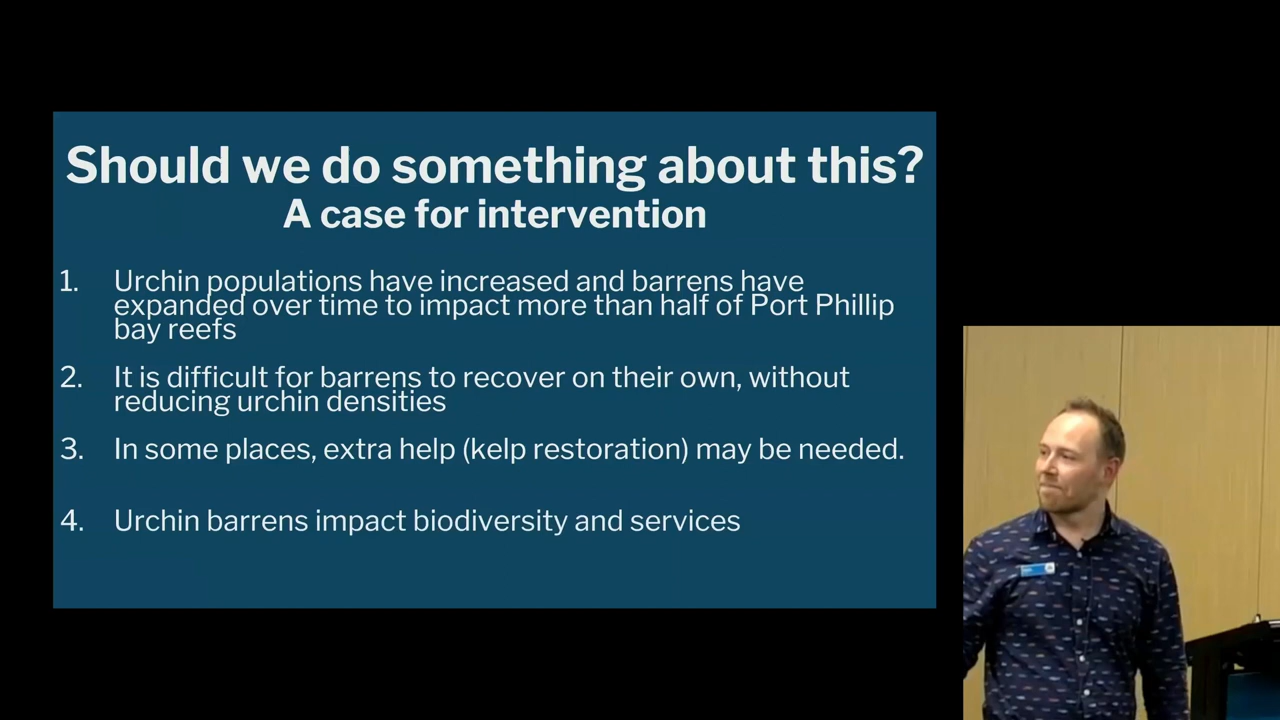 Should we do something about this?
A case for intervention
1. Urchin populations have increased and barrens have
expanded over time to impact more than half of Port Phillip
bay reefs
2. It is difficult for barrens to recover on their own, without
reducing urchin densities
3. In some places, extra help (kelp restoration) may be needed.
4. Urchin barrens impact biodiversity and services